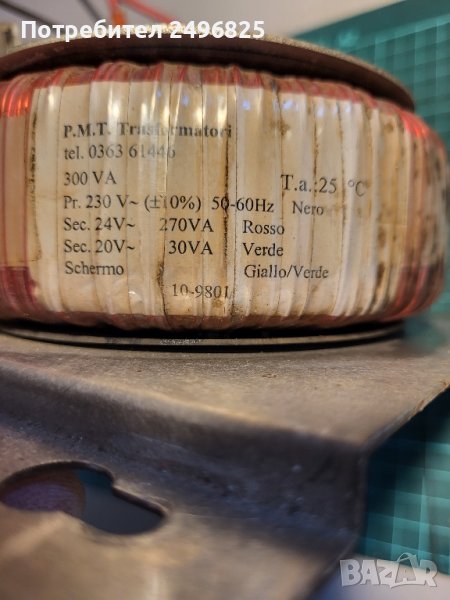 Потребител 2496825
P.M.T. Trasformatori
tel. 0363 61446
300 VA
T.a.:25 °C
Pr. 230 V~ (±10%) 50-60Hz Nero
Sec. 24V~ 270VA Rosso
Sec. 20V~ 30VA Verde
Schermo Giallo/Verde
10-9801
BAZAR